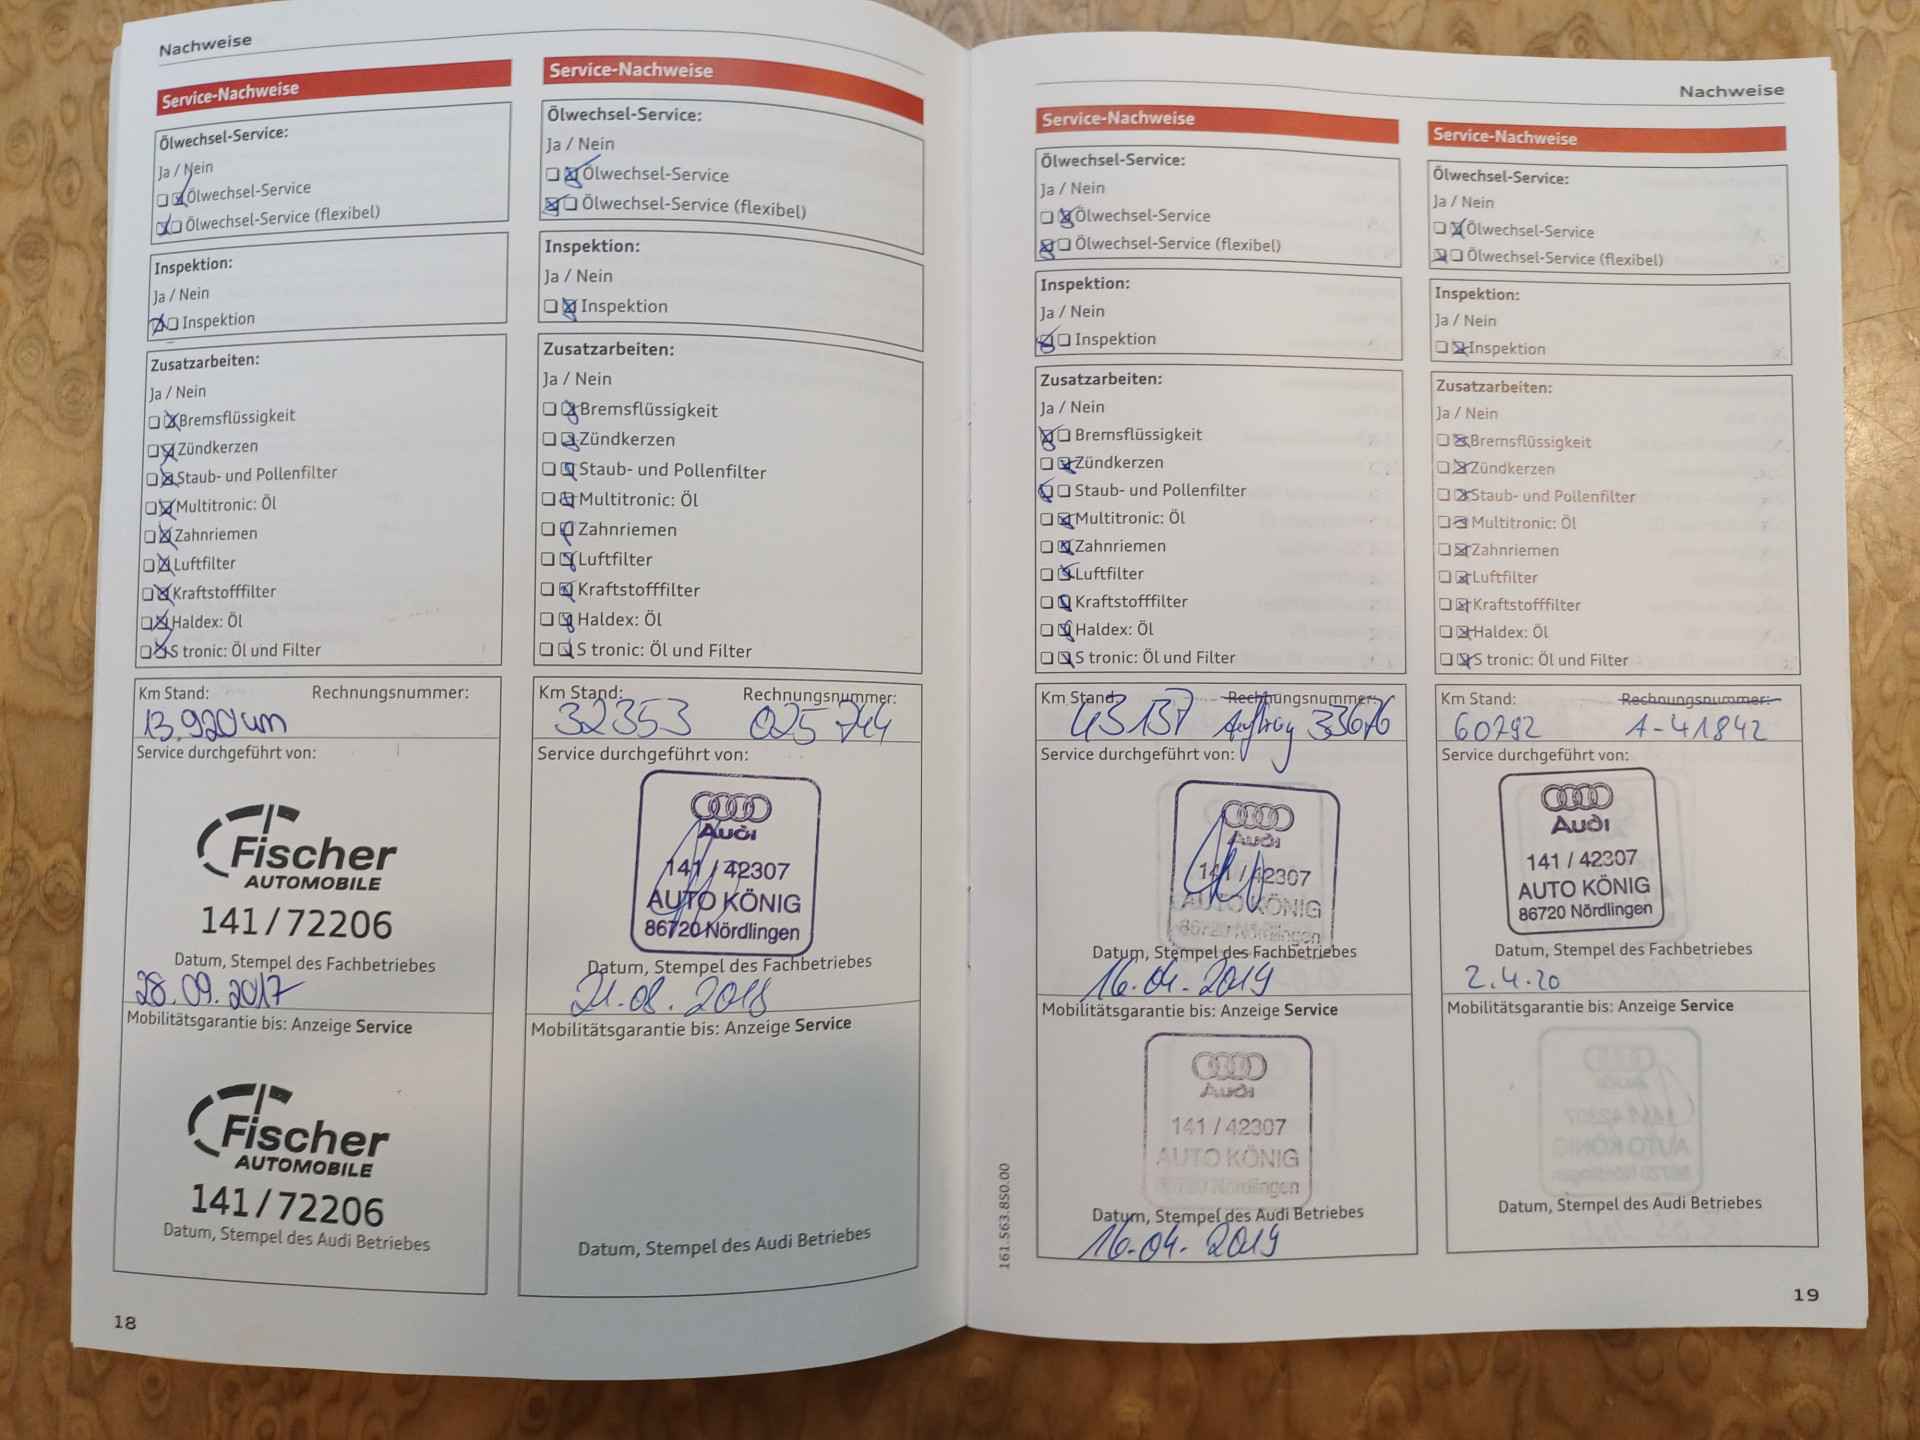 Nachweise
Service-Nachweise
Ölwechsel-Service:
Ja / Nein
Ölwechsel-Service
Ölwechsel-Service (flexibel)
Inspektion:
Ja / Nein
Inspektion
Zusatzarbeiten:
Ja / Nein
Bremsflüssigkeit
Zündkerzen
Staub- und Pollenfilter
Multitronic: Öl
Zahnriemen
Luftfilter
Kraftstofffilter
Haldex: Öl
S tronic: Öl und Filter
Km Stand: Rechnungsnummer:
13.920 km
Service durchgeführt von:
Fischer
AUTOMOBILE
141/72206
Datum, Stempel des Fachbetriebes
28.09.2017
Mobilitätsgarantie bis: Anzeige Service
Fischer
AUTOMOBILE
141/72206
Datum, Stempel des Audi Betriebes
18
Service-Nachweise
Ölwechsel-Service:
Ja / Nein
Ölwechsel-Service
Ölwechsel-Service (flexibel)
Inspektion:
Ja / Nein
Inspektion
Zusatzarbeiten:
Ja / Nein
Bremsflüssigkeit
Zündkerzen
Staub- und Pollenfilter
Multitronic: Öl
Zahnriemen
Luftfilter
Kraftstofffilter
Haldex: Öl
S tronic: Öl und Filter
Km Stand: Rechnungsnummer:
32353 025744
Service durchgeführt von:
Audi
141 / 42307
AUTO KÖNIG
86720 Nördlingen
Datum, Stempel des Fachbetriebes
21.08.2018
Mobilitätsgarantie bis: Anzeige Service
Datum, Stempel des Audi Betriebes
Nachweise
Service-Nachweise
Ölwechsel-Service:
Ja / Nein
Ölwechsel-Service
Ölwechsel-Service (flexibel)
Inspektion:
Ja / Nein
Inspektion
Zusatzarbeiten:
Ja / Nein
Bremsflüssigkeit
Zündkerzen
Staub- und Pollenfilter
Multitronic: Öl
Zahnriemen
Luftfilter
Kraftstofffilter
Haldex: Öl
S tronic: Öl und Filter
Km Stand: Rechnungsnummer:
43137 Auftrag 33676
Service durchgeführt von:
Audi
141 / 42307
AUTO KÖNIG
86720 Nördlingen
Datum, Stempel des Fachbetriebes
16.04.2019
Mobilitätsgarantie bis: Anzeige Service
Audi
141 / 42307
AUTO KÖNIG
86720 Nördlingen
Datum, Stempel des Audi Betriebes
16.04.2019
161.563.850.00
Service-Nachweise
Ölwechsel-Service:
Ja / Nein
Ölwechsel-Service
Ölwechsel-Service (flexibel)
Inspektion:
Ja / Nein
Inspektion
Zusatzarbeiten:
Ja / Nein
Bremsflüssigkeit
Zündkerzen
Staub- und Pollenfilter
Multitronic: Öl
Zahnriemen
Luftfilter
Kraftstofffilter
Haldex: Öl
S tronic: Öl und Filter
Km Stand: Rechnungsnummer:
60792 A-41842
Service durchgeführt von:
Audi
141 / 42307
AUTO KÖNIG
86720 Nördlingen
Datum, Stempel des Fachbetriebes
2.4.20
Mobilitätsgarantie bis: Anzeige Service
Datum, Stempel des Audi Betriebes
19